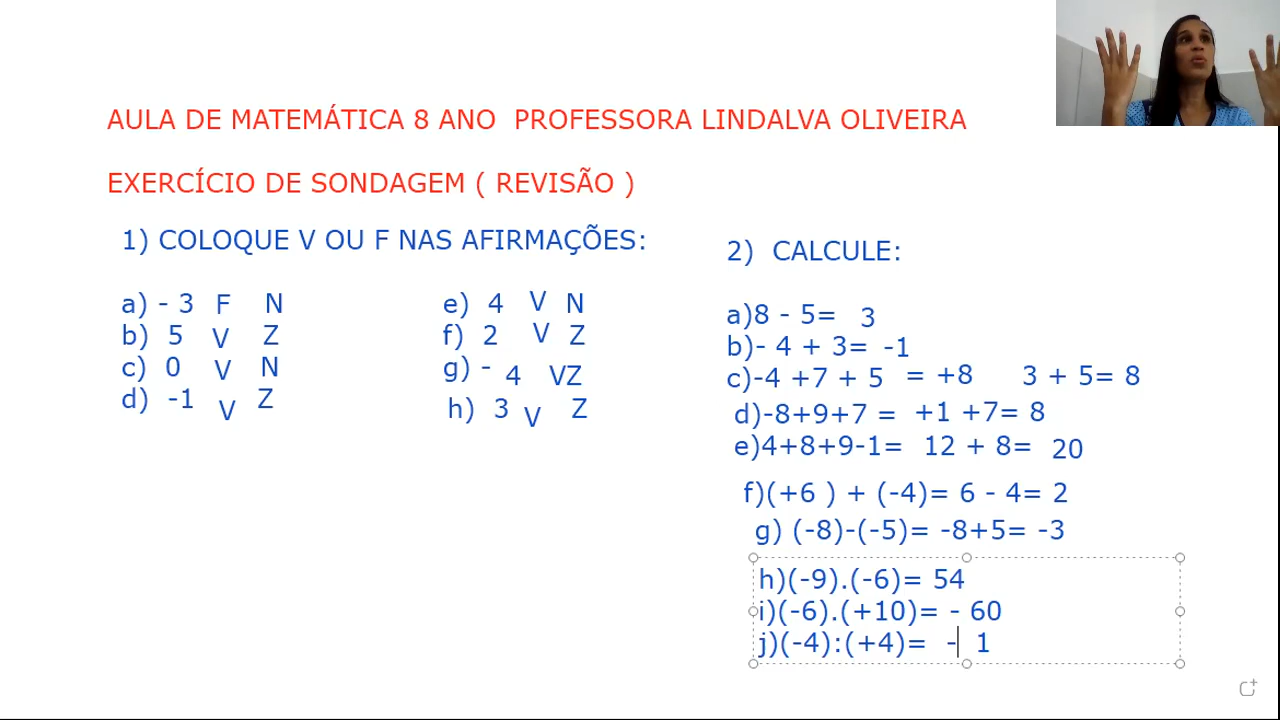 AULA DE MATEMÁTICA 8 ANO PROFESSORA LINDALVA OLIVEIRA
EXERCÍCIO DE SONDAGEM ( REVISÃO )
1) COLOQUE V OU F NAS AFIRMAÇÕES:
a) - 3 F N
b) 5 V Z
c) 0 V N
d) -1 V Z
e) 4 V N
f) 2 V Z
g) - 4 VZ
h) 3 V Z
2) CALCULE:
a)8 - 5= 3
b)- 4 + 3= -1
c)-4 +7 + 5 = +8 3 + 5= 8
d)-8+9+7 = +1 +7= 8
e)4+8+9-1= 12 + 8= 20
f)(+6 ) + (-4)= 6 - 4= 2
g) (-8)-(-5)= -8+5= -3
h)(-9).(-6)= 54
i)(-6).(+10)= - 60
j)(-4):(+4)= - 1